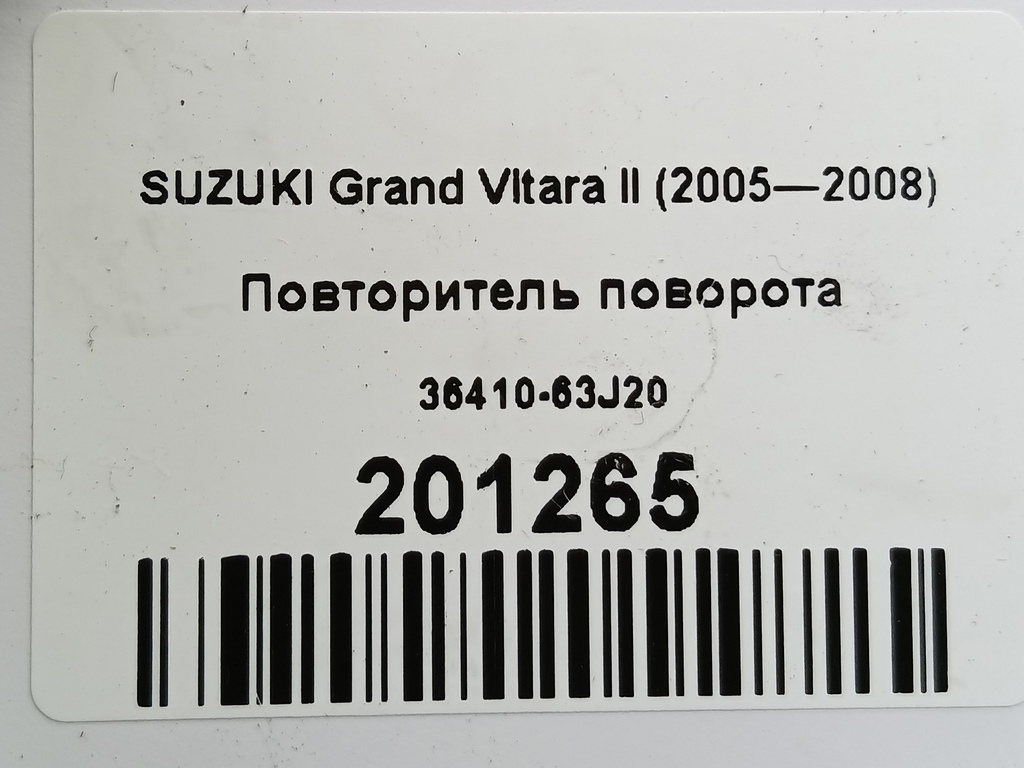 SUZUKI Grand Vitara II (2005—2008)
Повторитель поворота
36410-63J20
201265